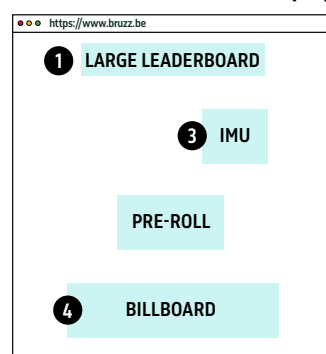 https://www.bruzz.be
1 LARGE LEADERBOARD
3 IMU
PRE-ROLL
4 BILLBOARD